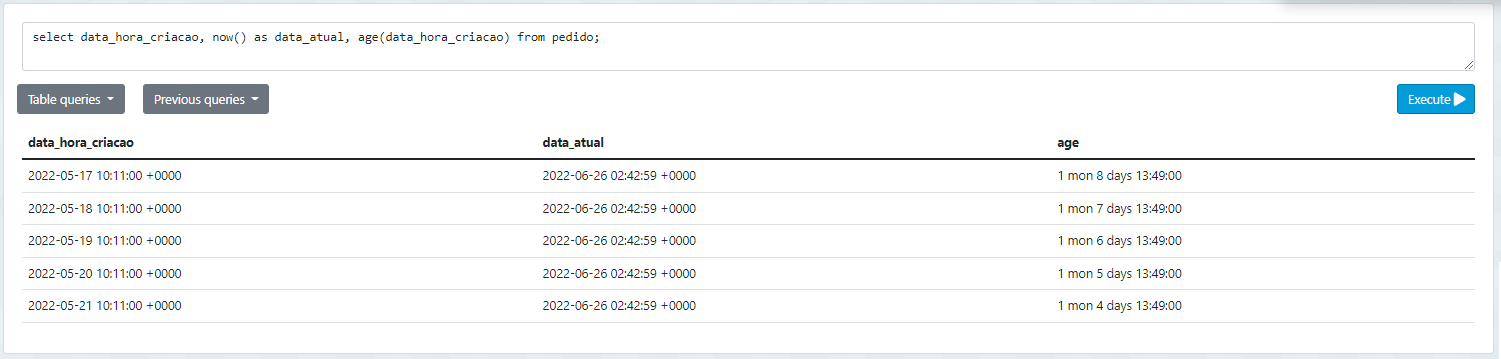 select data_hora_criacao, now() as data_atual, age(data_hora_criacao) from pedido;
Table queries Previous queries Execute
data_hora_criacao data_atual age
2022-05-17 10:11:00 +0000 2022-06-26 02:42:59 +0000 1 mon 8 days 13:49:00
2022-05-18 10:11:00 +0000 2022-06-26 02:42:59 +0000 1 mon 7 days 13:49:00
2022-05-19 10:11:00 +0000 2022-06-26 02:42:59 +0000 1 mon 6 days 13:49:00
2022-05-20 10:11:00 +0000 2022-06-26 02:42:59 +0000 1 mon 5 days 13:49:00
2022-05-21 10:11:00 +0000 2022-06-26 02:42:59 +0000 1 mon 4 days 13:49:00